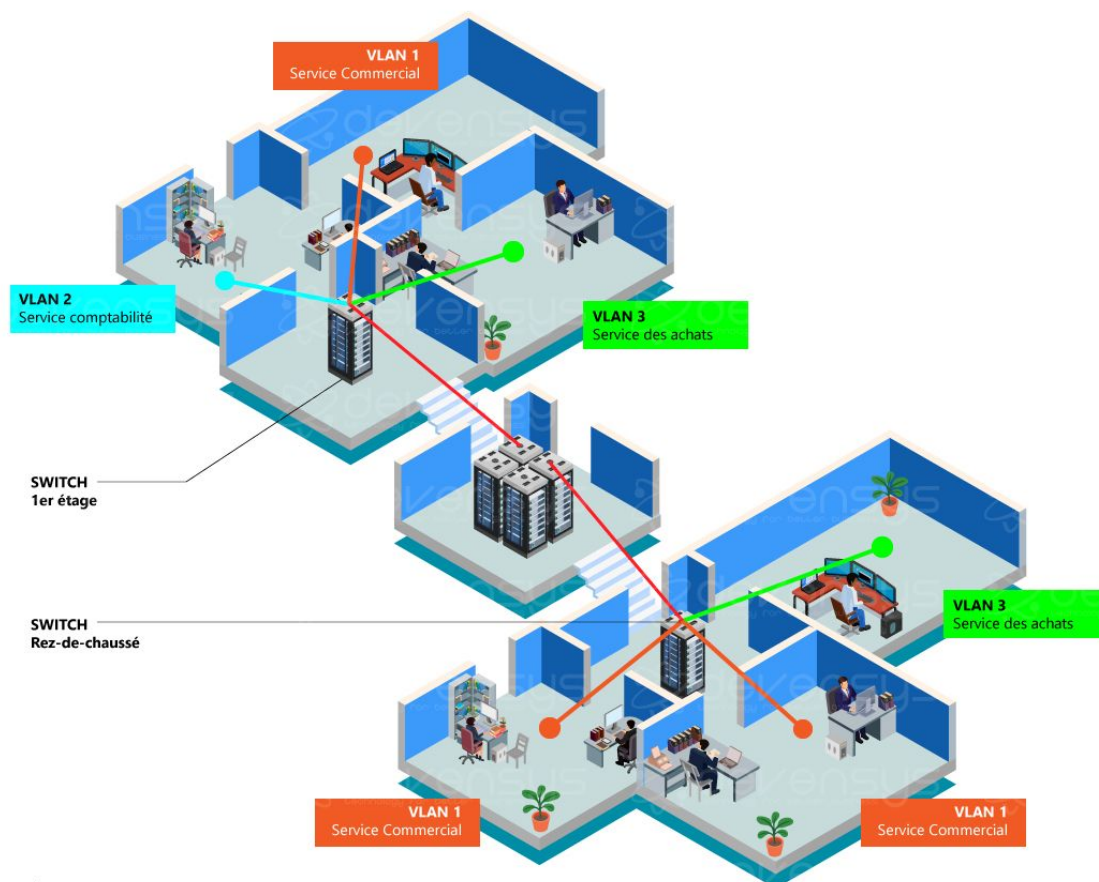 VLAN 1
Service Commercial
VLAN 2
Service comptabilité
VLAN 3
Service des achats
SWITCH
1er étage
SWITCH
Rez-de-chaussé
VLAN 3
Service des achats
VLAN 1
Service Commercial
VLAN 1
Service Commercial
devensys